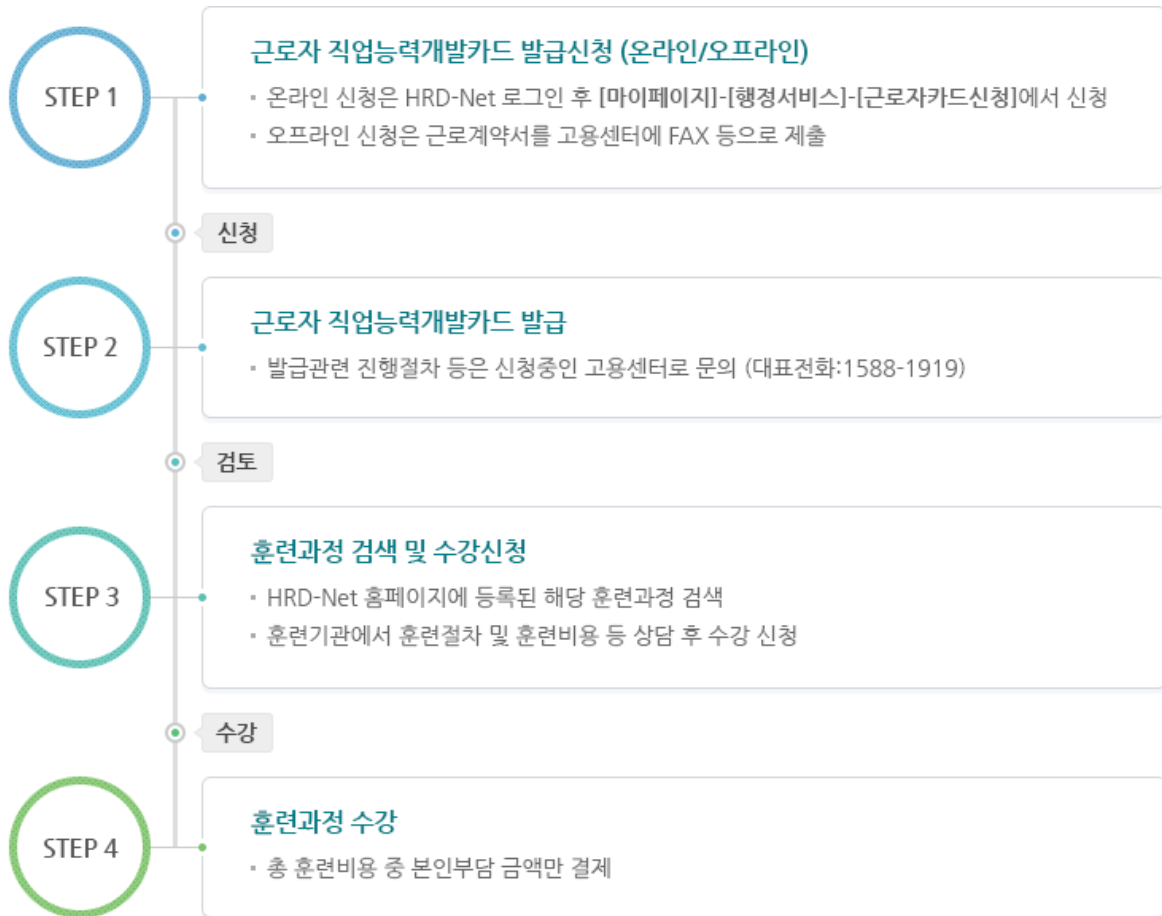 STEP 1
근로자 직업능력개발카드 발급신청 (온라인/오프라인)
온라인 신청은 HRD-Net 로그인 후 [마이페이지]-[행정서비스]-[근로자카드신청]에서 신청
오프라인 신청은 근로계약서를 고용센터에 FAX 등으로 제출
신청
STEP 2
근로자 직업능력개발카드 발급
발급관련 진행절차 등은 신청중인 고용센터로 문의 (대표전화:1588-1919)
검토
STEP 3
훈련과정 검색 및 수강신청
HRD-Net 홈페이지에 등록된 해당 훈련과정 검색
훈련기관에서 훈련절차 및 훈련비용 등 상담 후 수강 신청
수강
STEP 4
훈련과정 수강
총 훈련비용 중 본인부담 금액만 결제